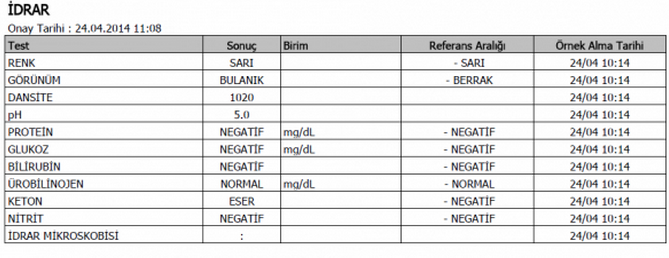 İDRAR
Onay Tarihi : 24.04.2014 11:08
Test Sonuç Birim Referans Aralığı Örnek Alma Tarihi
RENK SARI - SARI 24/04 10:14
GÖRÜNÜM BULANIK - BERRAK 24/04 10:14
DANSİTE 1020 24/04 10:14
pH 5.0 24/04 10:14
PROTEİN NEGATİF mg/dL - NEGATİF 24/04 10:14
GLUKOZ NEGATİF mg/dL - NEGATİF 24/04 10:14
BİLİRUBİN NEGATİF - NEGATİF 24/04 10:14
ÜROBİLİNOJEN NORMAL mg/dL - NORMAL 24/04 10:14
KETON ESER - NEGATİF 24/04 10:14
NİTRİT NEGATİF - NEGATİF 24/04 10:14
İDRAR MİKROSKOBİSİ : 24/04 10:14